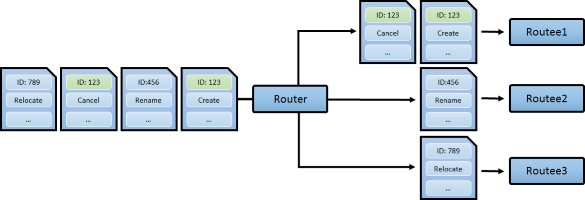 ID: 123
Cancel
...
ID: 123
Create
...
Routee1
ID: 789
Relocate
...
ID: 123
Cancel
...
ID:456
Rename
...
ID: 123
Create
...
Router
ID:456
Rename
...
Routee2
ID: 789
Relocate
...
Routee3